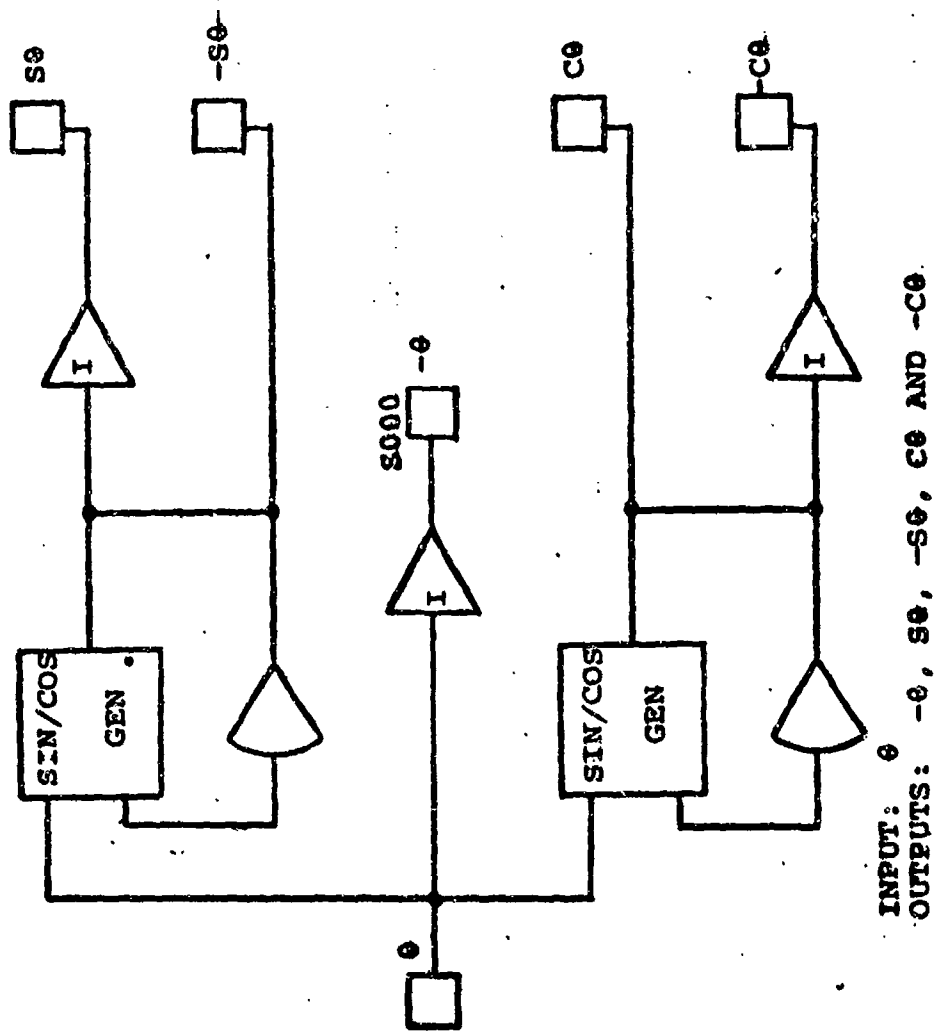 Sθ
-Sθ
SIN/COS
GEN
I
S000
-θ
I
θ
Cθ
-Cθ
SIN/COS
GEN
I
INPUT: θ
OUTPUTS: -θ, Sθ, -Sθ, Cθ AND -Cθ